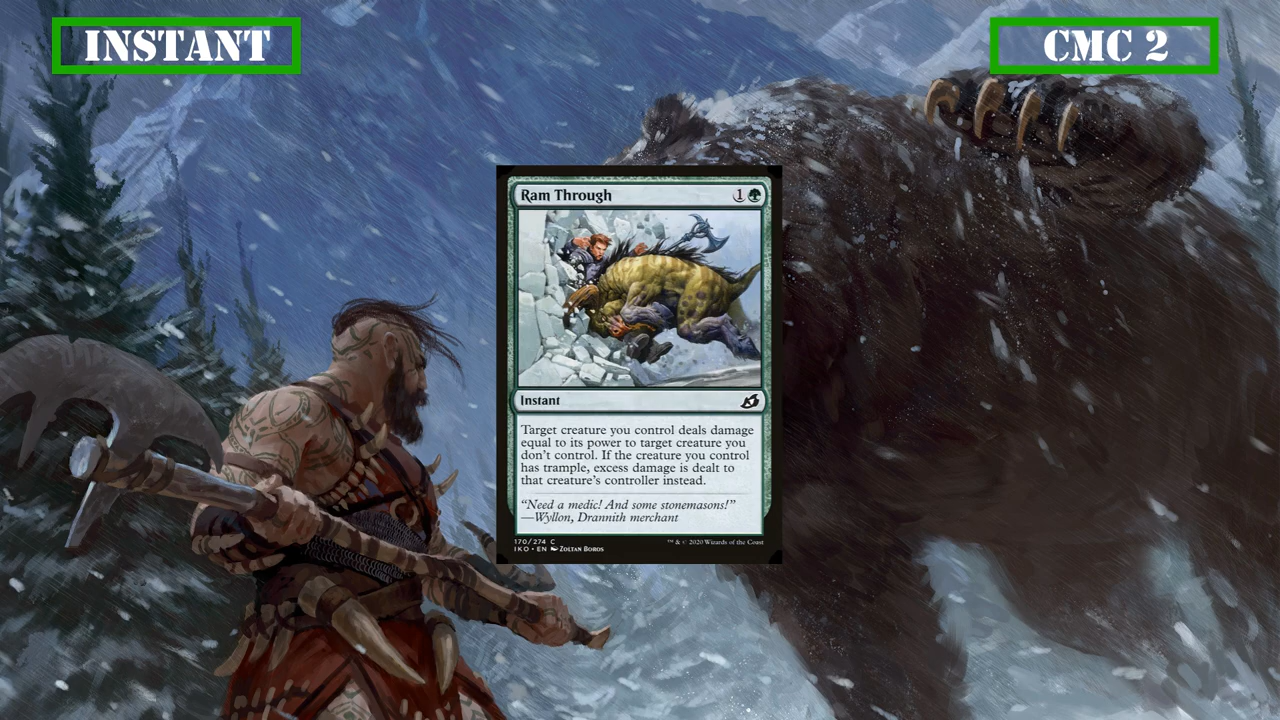 INSTANT
CMC 2
Ram Through 1
Instant
Target creature you control deals damage
equal to its power to target creature you
don't control. If the creature you control
has trample, excess damage is dealt to
that creature's controller instead.
"Need a medic! And some stonemasons!"
—Wyllon, Drannith merchant
170/274 C
IKO • EN Zoltan Boros
™ & © 2020 Wizards of the Coast